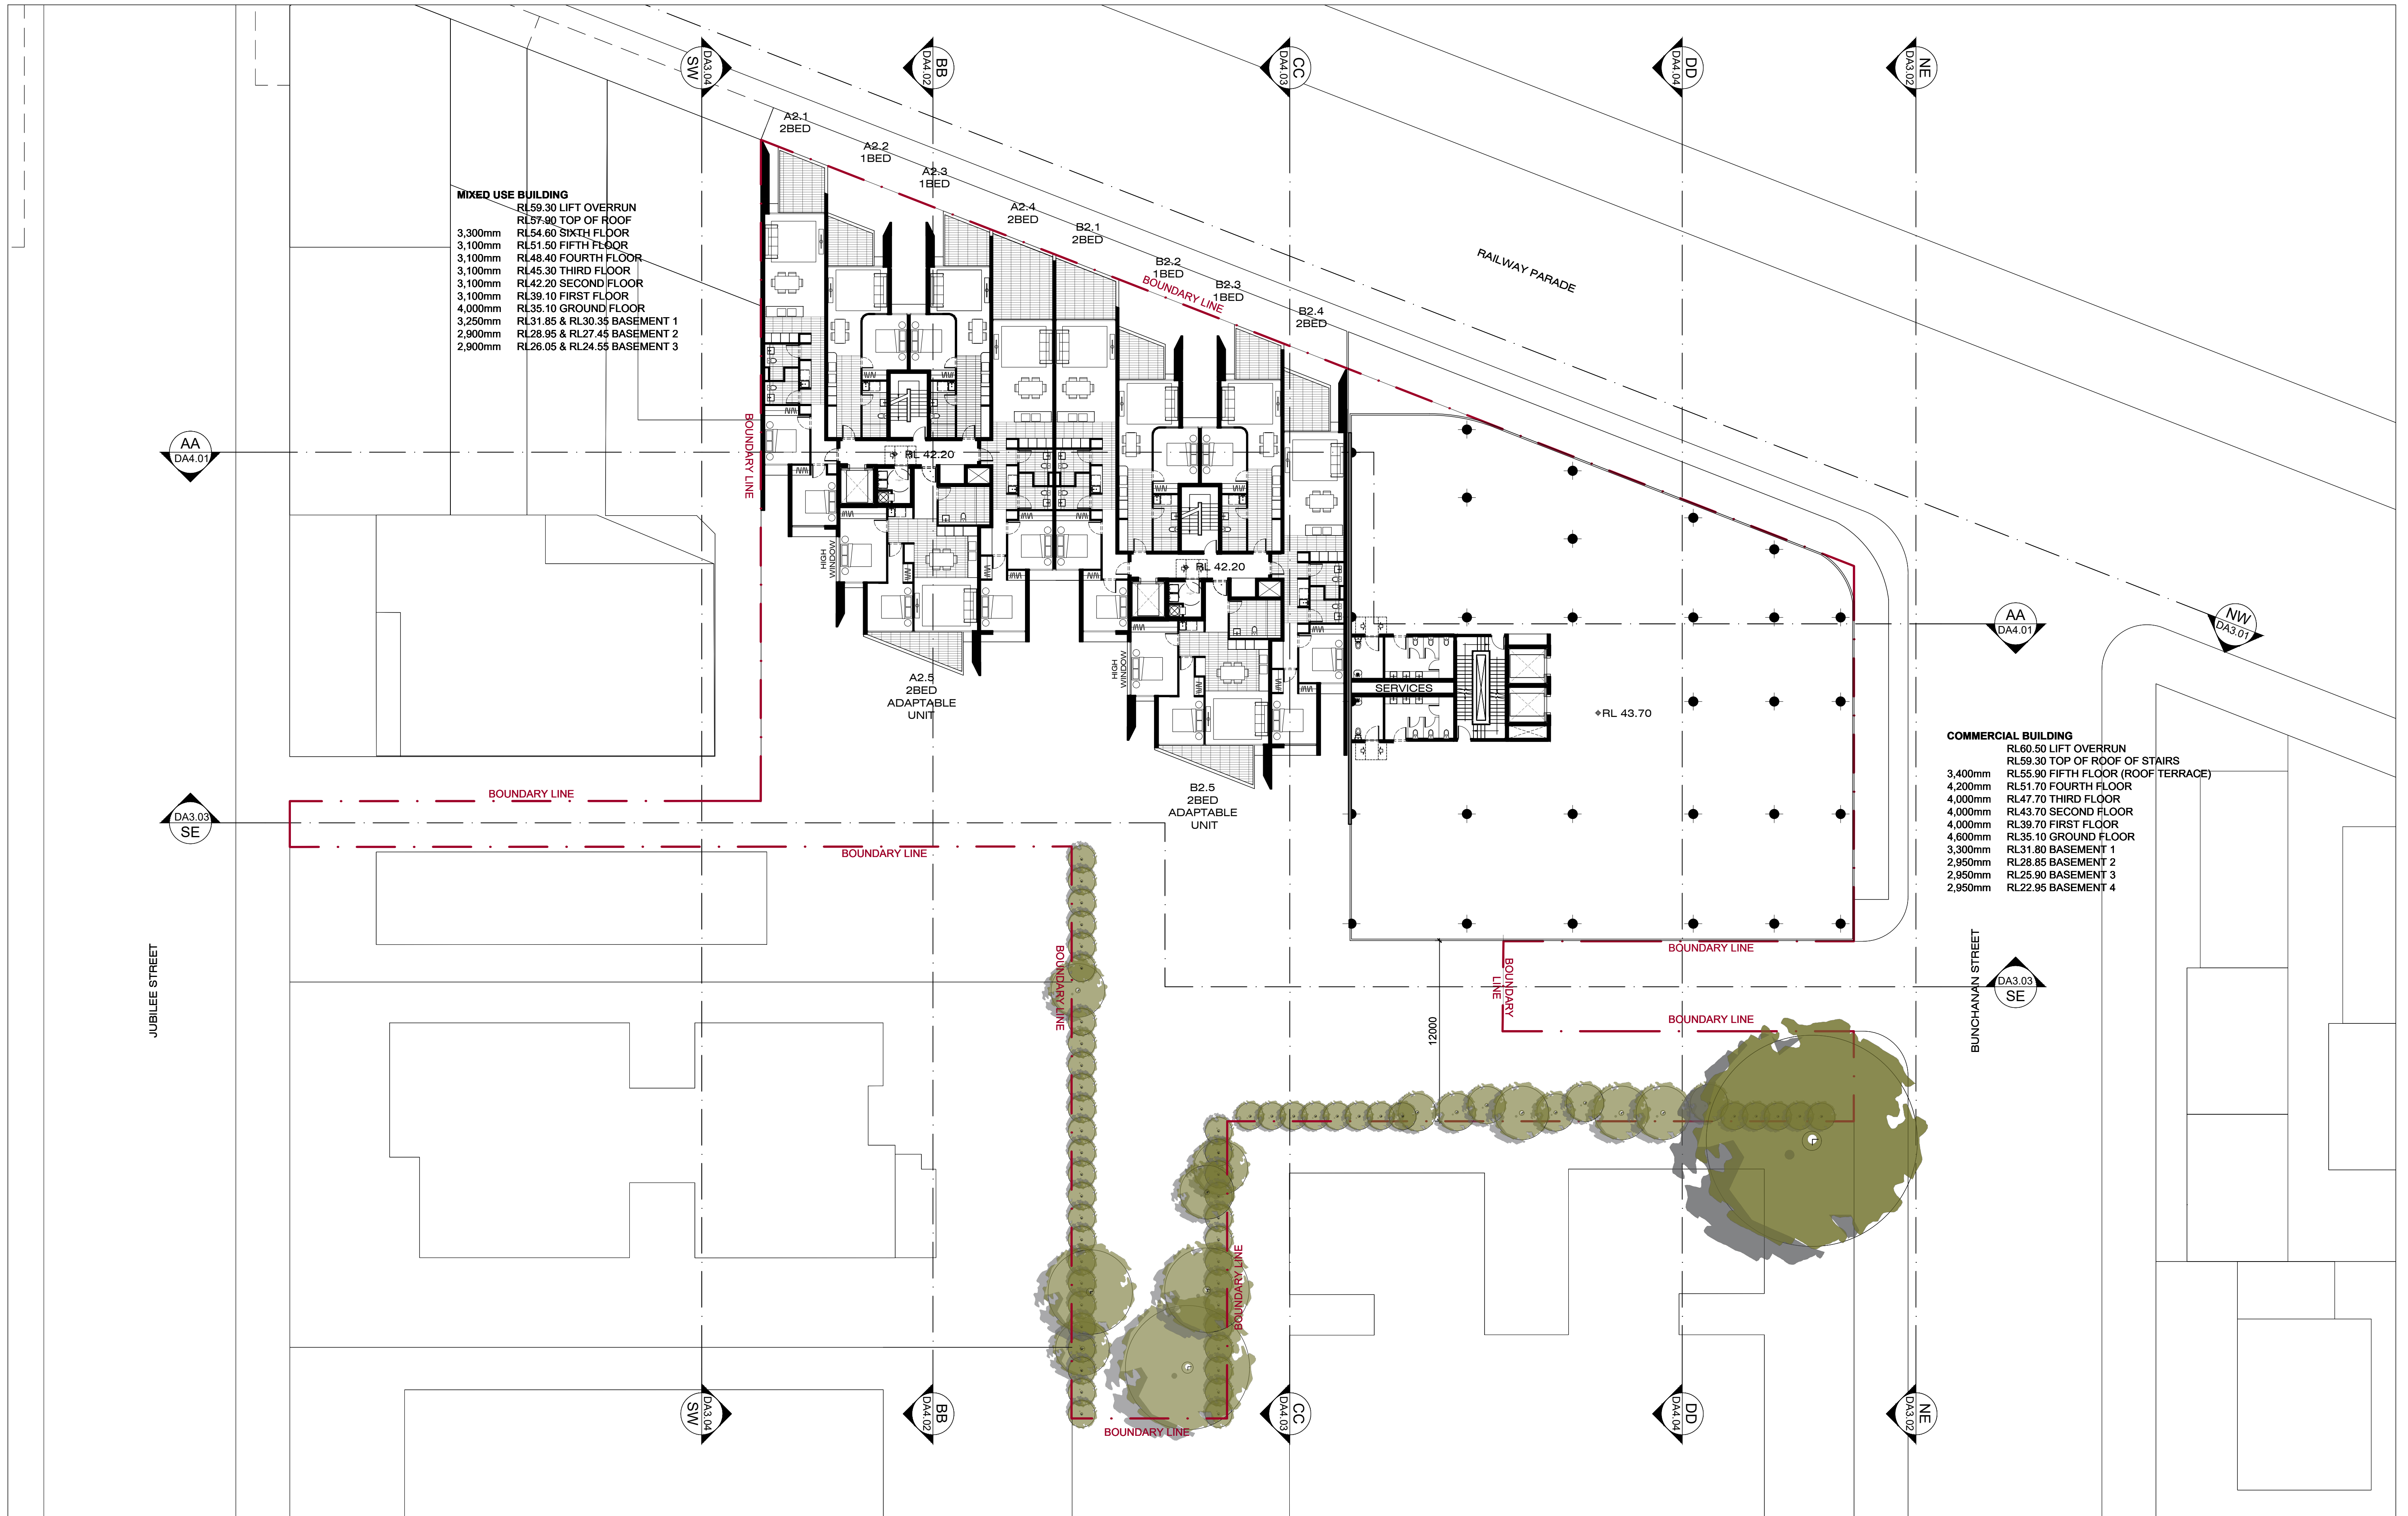 DA3.04
SW
BB
DA4.02
CC
DA4.03
DD
DA4.04
NE
DA3.02
A2.1
2BED
A2.2
1BED
A2.3
1BED
A2.4
2BED
B2.1
2BED
B2.2
1BED
B2.3
1BED
B2.4
2BED
BOUNDARY LINE
RAILWAY PARADE
MIXED USE BUILDING
RL59.30 LIFT OVERRUN
RL57.90 TOP OF ROOF
3,300mm RL54.60 SIXTH FLOOR
3,100mm RL51.50 FIFTH FLOOR
3,100mm RL48.40 FOURTH FLOOR
3,100mm RL45.30 THIRD FLOOR
3,100mm RL42.20 SECOND FLOOR
3,100mm RL39.10 FIRST FLOOR
4,000mm RL35.10 GROUND FLOOR
3,250mm RL31.85 & RL30.35 BASEMENT 1
2,900mm RL28.95 & RL27.45 BASEMENT 2
2,900mm RL26.05 & RL24.55 BASEMENT 3
BOUNDARY LINE
AA
DA4.01
RL 42.20
HIGH
WINDOW
RL 42.20
AA
DA4.01
NW
DA3.01
HIGH
WINDOW
A2.5
2BED
ADAPTABLE
UNIT
SERVICES
RL 43.70
COMMERCIAL BUILDING
RL60.50 LIFT OVERRUN
RL59.30 TOP OF ROOF OF STAIRS
3,400mm RL55.90 FIFTH FLOOR (ROOF TERRACE)
4,200mm RL51.70 FOURTH FLOOR
4,000mm RL47.70 THIRD FLOOR
4,000mm RL43.70 SECOND FLOOR
4,000mm RL39.70 FIRST FLOOR
4,600mm RL35.10 GROUND FLOOR
3,300mm RL31.80 BASEMENT 1
2,950mm RL28.85 BASEMENT 2
2,950mm RL25.90 BASEMENT 3
2,950mm RL22.95 BASEMENT 4
B2.5
2BED
ADAPTABLE
UNIT
BOUNDARY LINE
DA3.03
SE
BOUNDARY LINE
JUBILEE STREET
BOUNDARY LINE
BOUNDARY LINE
BOUNDARY
LINE
BOUNDARY LINE
12000
BUNCHANAN STREET
DA3.03
SE
BOUNDARY LINE
DA3.04
SW
BB
DA4.02
BOUNDARY LINE
CC
DA4.03
DD
DA4.04
NE
DA3.02